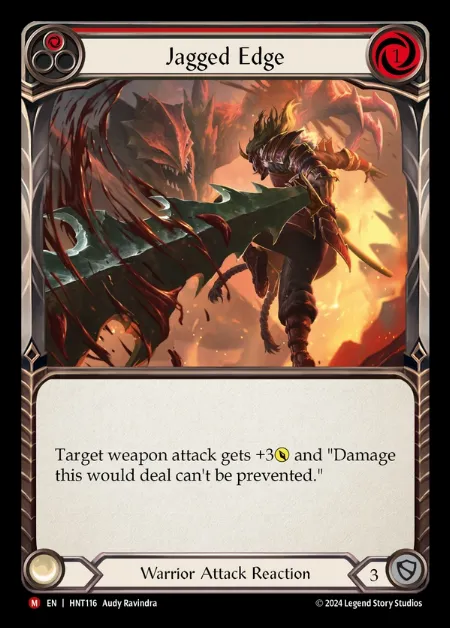 Jagged Edge
1
Target weapon attack gets +3 and "Damage
this would deal can't be prevented."
Warrior Attack Reaction
3
M EN | HNT116 Audy Ravindra
© 2024 Legend Story Studios